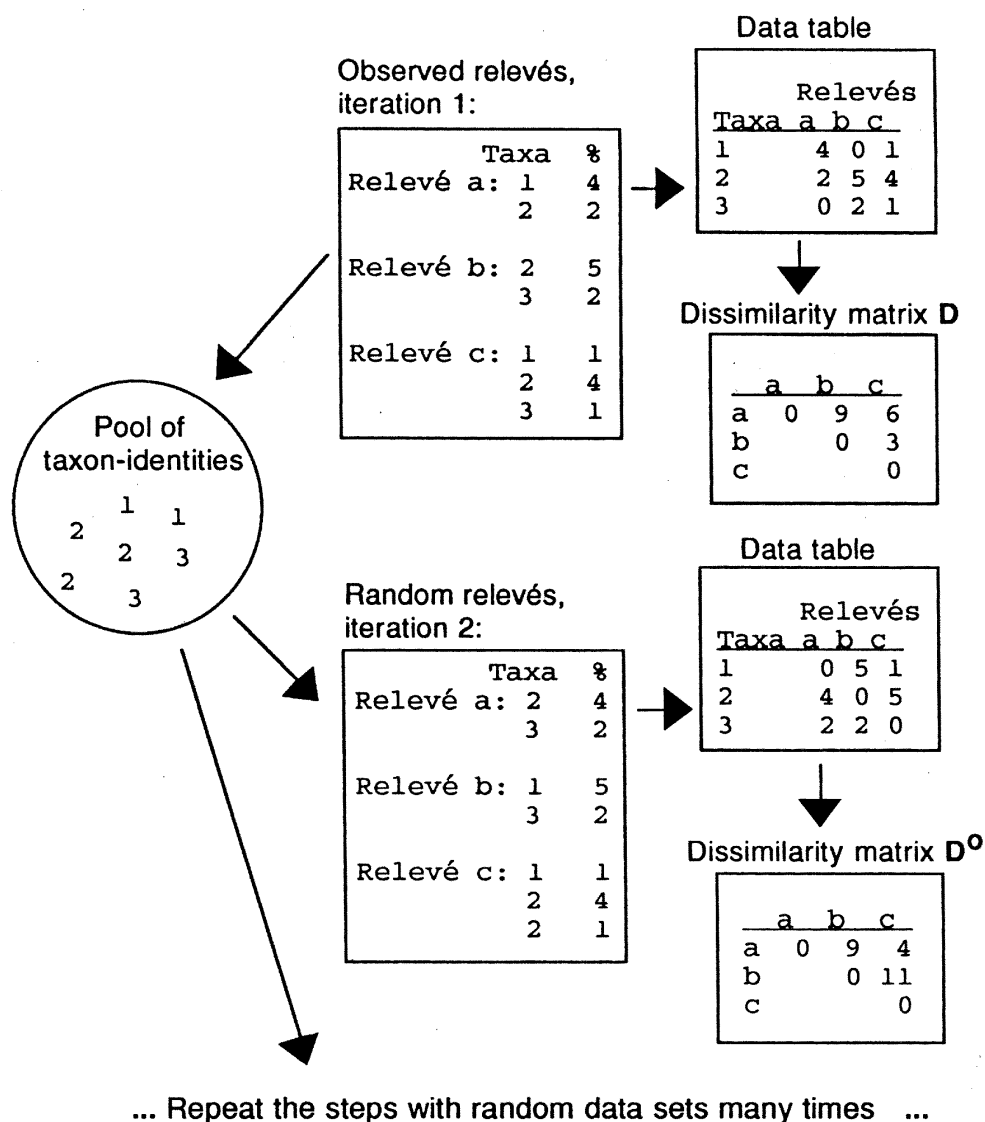 Observed relevés,
iteration 1:
Taxa %
Relevé a: 1 4
2 2
Relevé b: 2 5
3 2
Relevé c: 1 1
2 4
3 1
Data table
Relevés
Taxa a b c
1 4 0 1
2 2 5 4
3 0 2 1
Dissimilarity matrix D
a b c
a 0 9 6
b 0 3
c 0
Pool of
taxon-identities
1 1
2
2 3
2
3
Random relevés,
iteration 2:
Taxa %
Relevé a: 2 4
3 2
Relevé b: 1 5
3 2
Relevé c: 1 1
2 4
2 1
Data table
Relevés
Taxa a b c
1 0 5 1
2 4 0 5
3 2 2 0
Dissimilarity matrix Dº
a b c
a 0 9 4
b 0 11
c 0
... Repeat the steps with random data sets many times ...